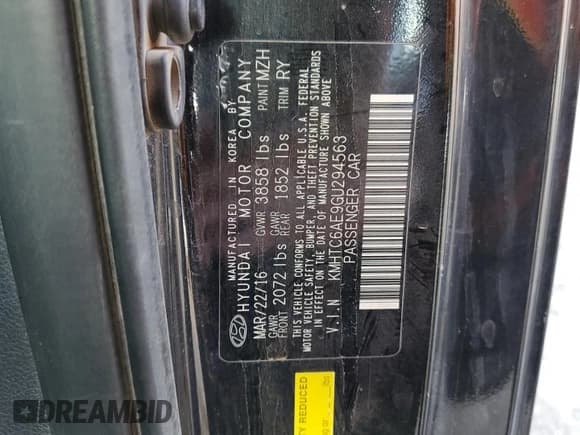 MANUFACTURED IN KOREA BY
HYUNDAI MOTOR COMPANY
MAR/22/16 GVWR 3858 lbs PAINT MZH
GAWR FRONT 2072 lbs GAWR REAR 1852 lbs TRIM RY
THIS VEHICLE CONFORMS TO ALL APPLICABLE U.S.A. FEDERAL
MOTOR VEHICLE SAFETY, BUMPER, AND THEFT PREVENTION STANDARDS
IN EFFECT ON THE DATE OF MANUFACTURE SHOWN ABOVE
V.I.N KMHTC6AE9GU294563
PASSENGER CAR
TY REDUCED
DREAMBID